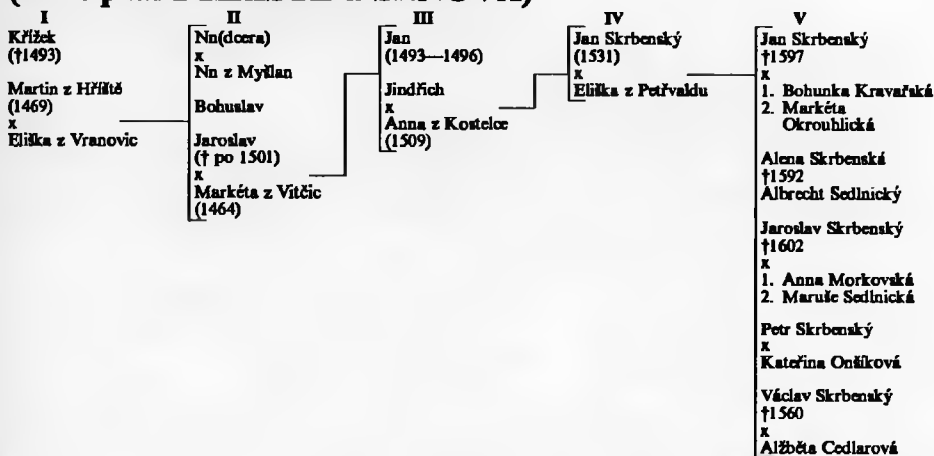 I
Křížek
(†1493)
Martin z Hříště
(1469)
x
Eliška z Vranovic
II
Nn(dcera)
x
Nn z Myšlan
Bohuslav
Jaroslav
(† po 1501)
x
Markéta z Vitčic
(1464)
III
Jan
(1493—1496)
Jindřich
x
Anna z Kostelce
(1509)
IV
Jan Skrbenský
(1531)
x
Eliška z Petřvaldu
V
Jan Skrbenský
†1597
x
1. Bohunka Kravařská
2. Markéta
Okrouhlická
Alena Skrbenská
†1592
Albrecht Sedlnický
Jaroslav Skrbenský
†1602
x
1. Anna Morkovská
2. Maruše Sedlnická
Petr Skrbenský
x
Kateřina Onšíková
Václav Skrbenský
†1560
x
Alžběta Cedlarová